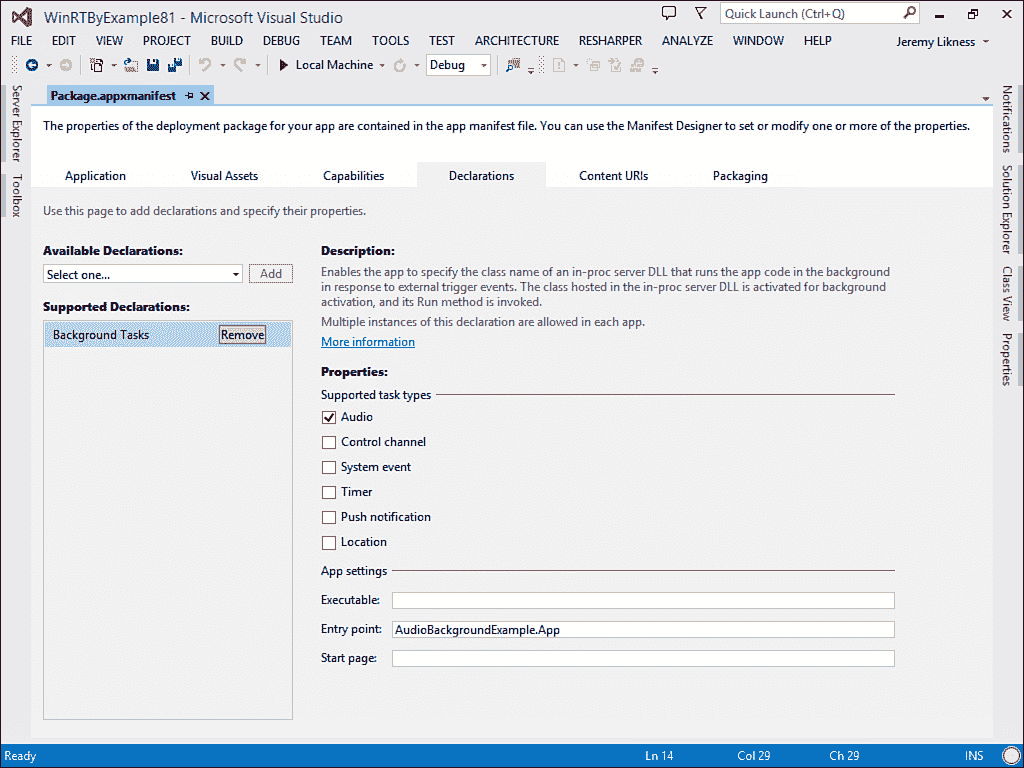 WinRTByExample81 - Microsoft Visual Studio
Quick Launch (Ctrl+Q)
FILE EDIT VIEW PROJECT BUILD DEBUG TEAM TOOLS TEST ARCHITECTURE RESHARPER ANALYZE WINDOW HELP Jeremy Likness
Local Machine Debug
Server Explorer
Toolbox
Package.appxmanifest
The properties of the deployment package for your app are contained in the app manifest file. You can use the Manifest Designer to set or modify one or more of the properties.
Application Visual Assets Capabilities Declarations Content URIs Packaging
Use this page to add declarations and specify their properties.
Available Declarations:
Select one... Add
Supported Declarations:
Background Tasks Remove
Description:
Enables the app to specify the class name of an in-proc server DLL that runs the app code in the background
in response to external trigger events. The class hosted in the in-proc server DLL is activated for background
activation, and its Run method is invoked.
Multiple instances of this declaration are allowed in each app.
More information
Properties:
Supported task types
Audio
Control channel
System event
Timer
Push notification
Location
App settings
Executable:
Entry point: AudioBackgroundExample.App
Start page:
Notifications
Solution Explorer
Class View
Properties
Ready Ln 14 Col 29 Ch 29 INS